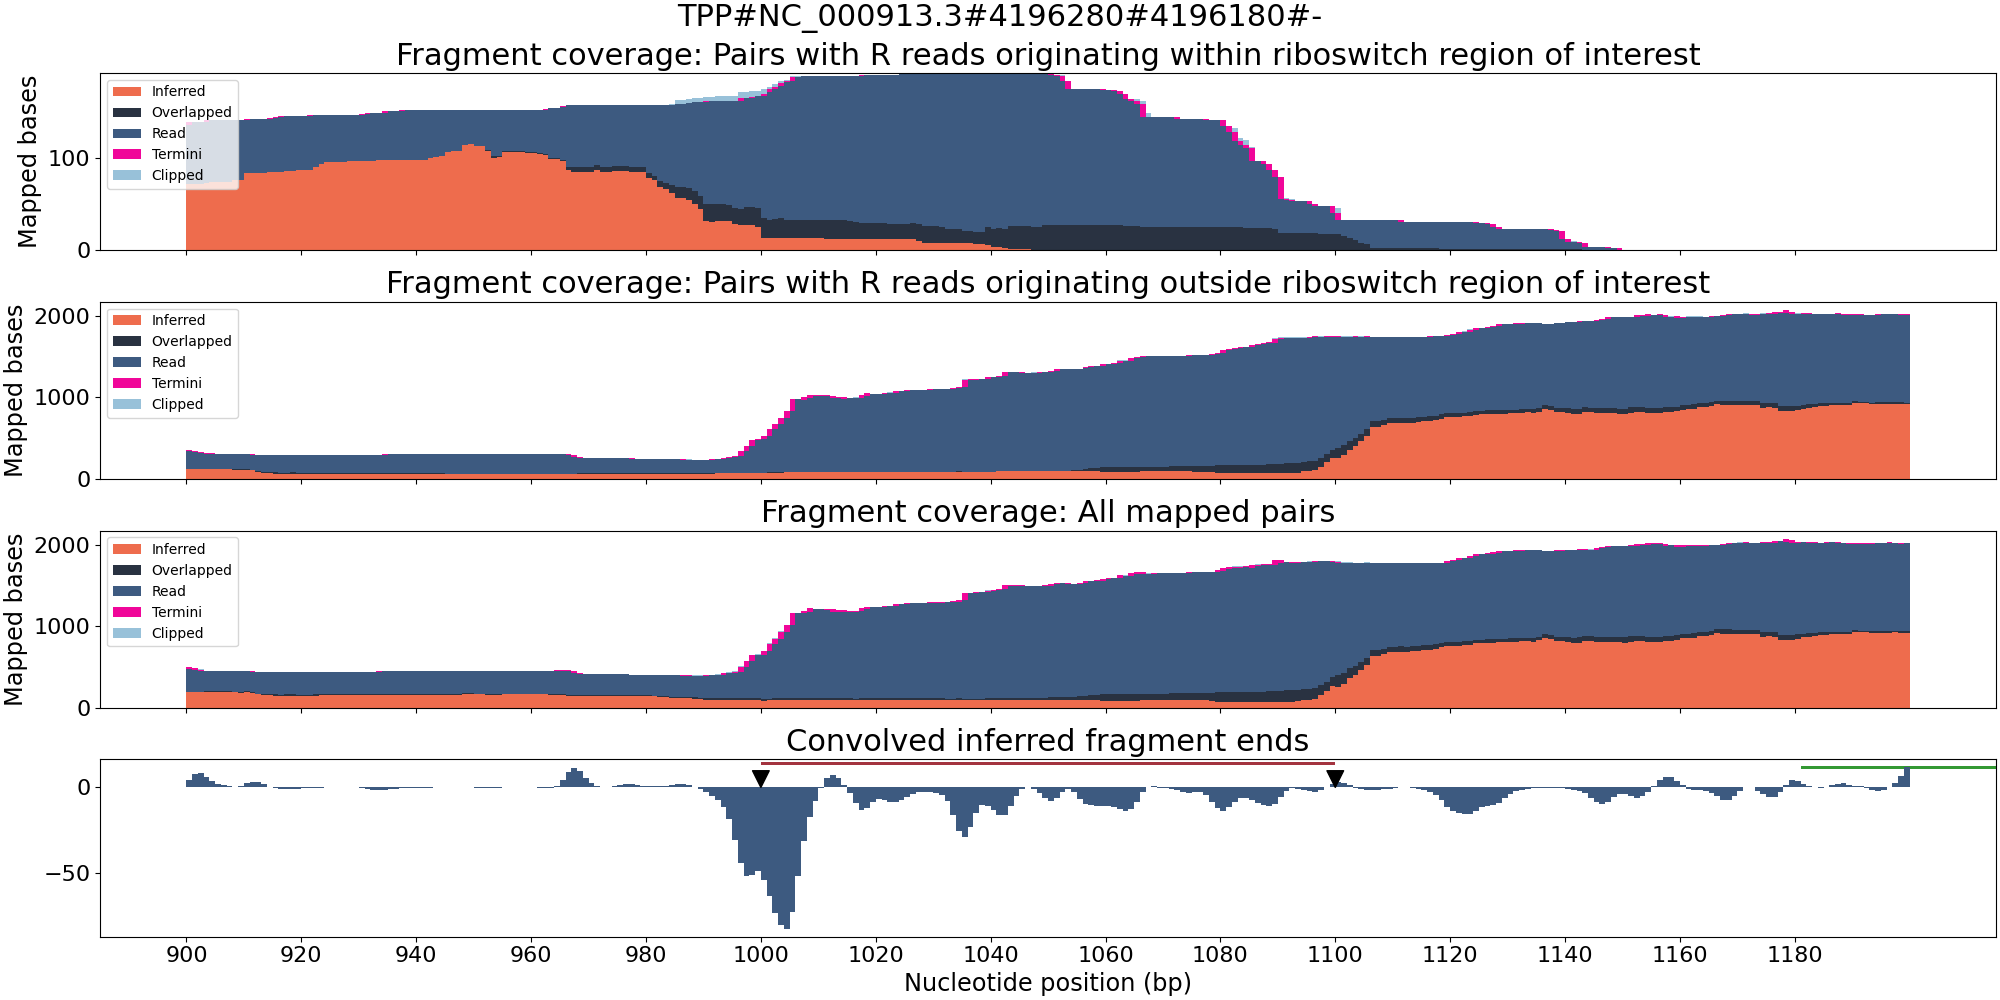 TPP#NC_000913.3#4196280#4196180#-
Fragment coverage: Pairs with R reads originating within riboswitch region of interest
Mapped bases
100
0
Inferred
Overlapped
Read
Termini
Clipped
Fragment coverage: Pairs with R reads originating outside riboswitch region of interest
Mapped bases
2000
1000
0
Inferred
Overlapped
Read
Termini
Clipped
Fragment coverage: All mapped pairs
Mapped bases
2000
1000
0
Inferred
Overlapped
Read
Termini
Clipped
Convolved inferred fragment ends
0
−50
900 920 940 960 980 1000 1020 1040 1060 1080 1100 1120 1140 1160 1180
Nucleotide position (bp)